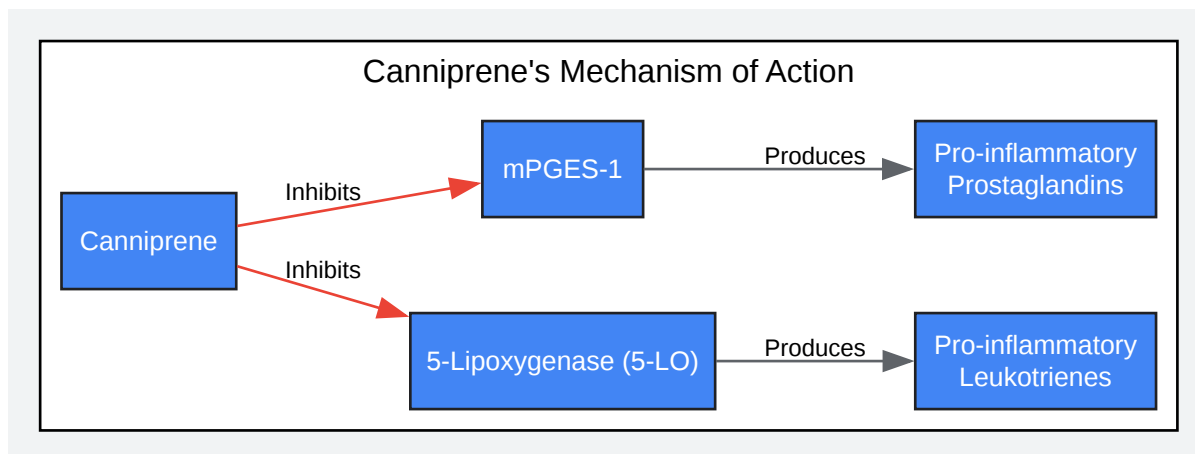 Canniprene's Mechanism of Action
Inhibits
mPGES-1
Produces
Pro-inflammatory
Prostaglandins
Canniprene
Inhibits
5-Lipoxygenase (5-LO)
Produces
Pro-inflammatory
Leukotrienes